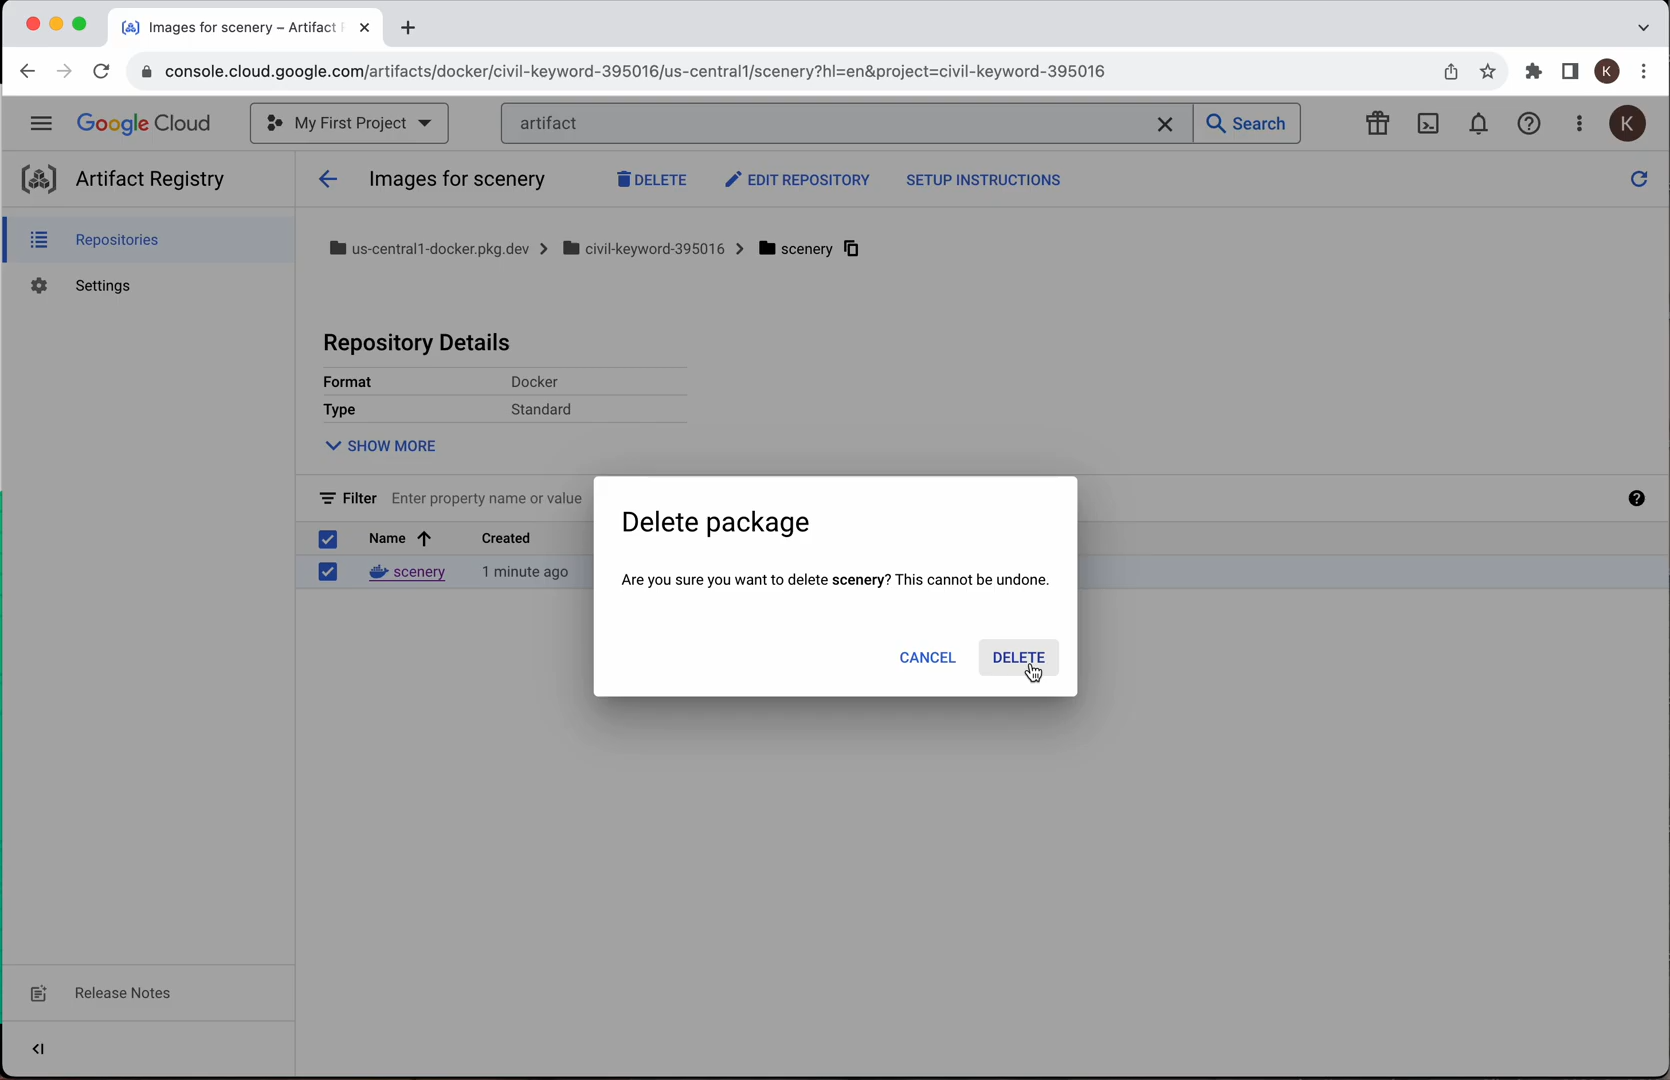 Images for scenery – Artifact
console.cloud.google.com/artifacts/docker/civil-keyword-395016/us-central1/scenery?hl=en&project=civil-keyword-395016
K
Google Cloud
My First Project
artifact
Search
K
Artifact Registry
Images for scenery
DELETE
EDIT REPOSITORY
SETUP INSTRUCTIONS
Repositories
Settings
us-central1-docker.pkg.dev
civil-keyword-395016
scenery
Repository Details
Format Docker
Type Standard
SHOW MORE
Filter Enter property name or value
Name Created
scenery 1 minute ago
Delete package
Are you sure you want to delete scenery? This cannot be undone.
CANCEL DELETE
Release Notes